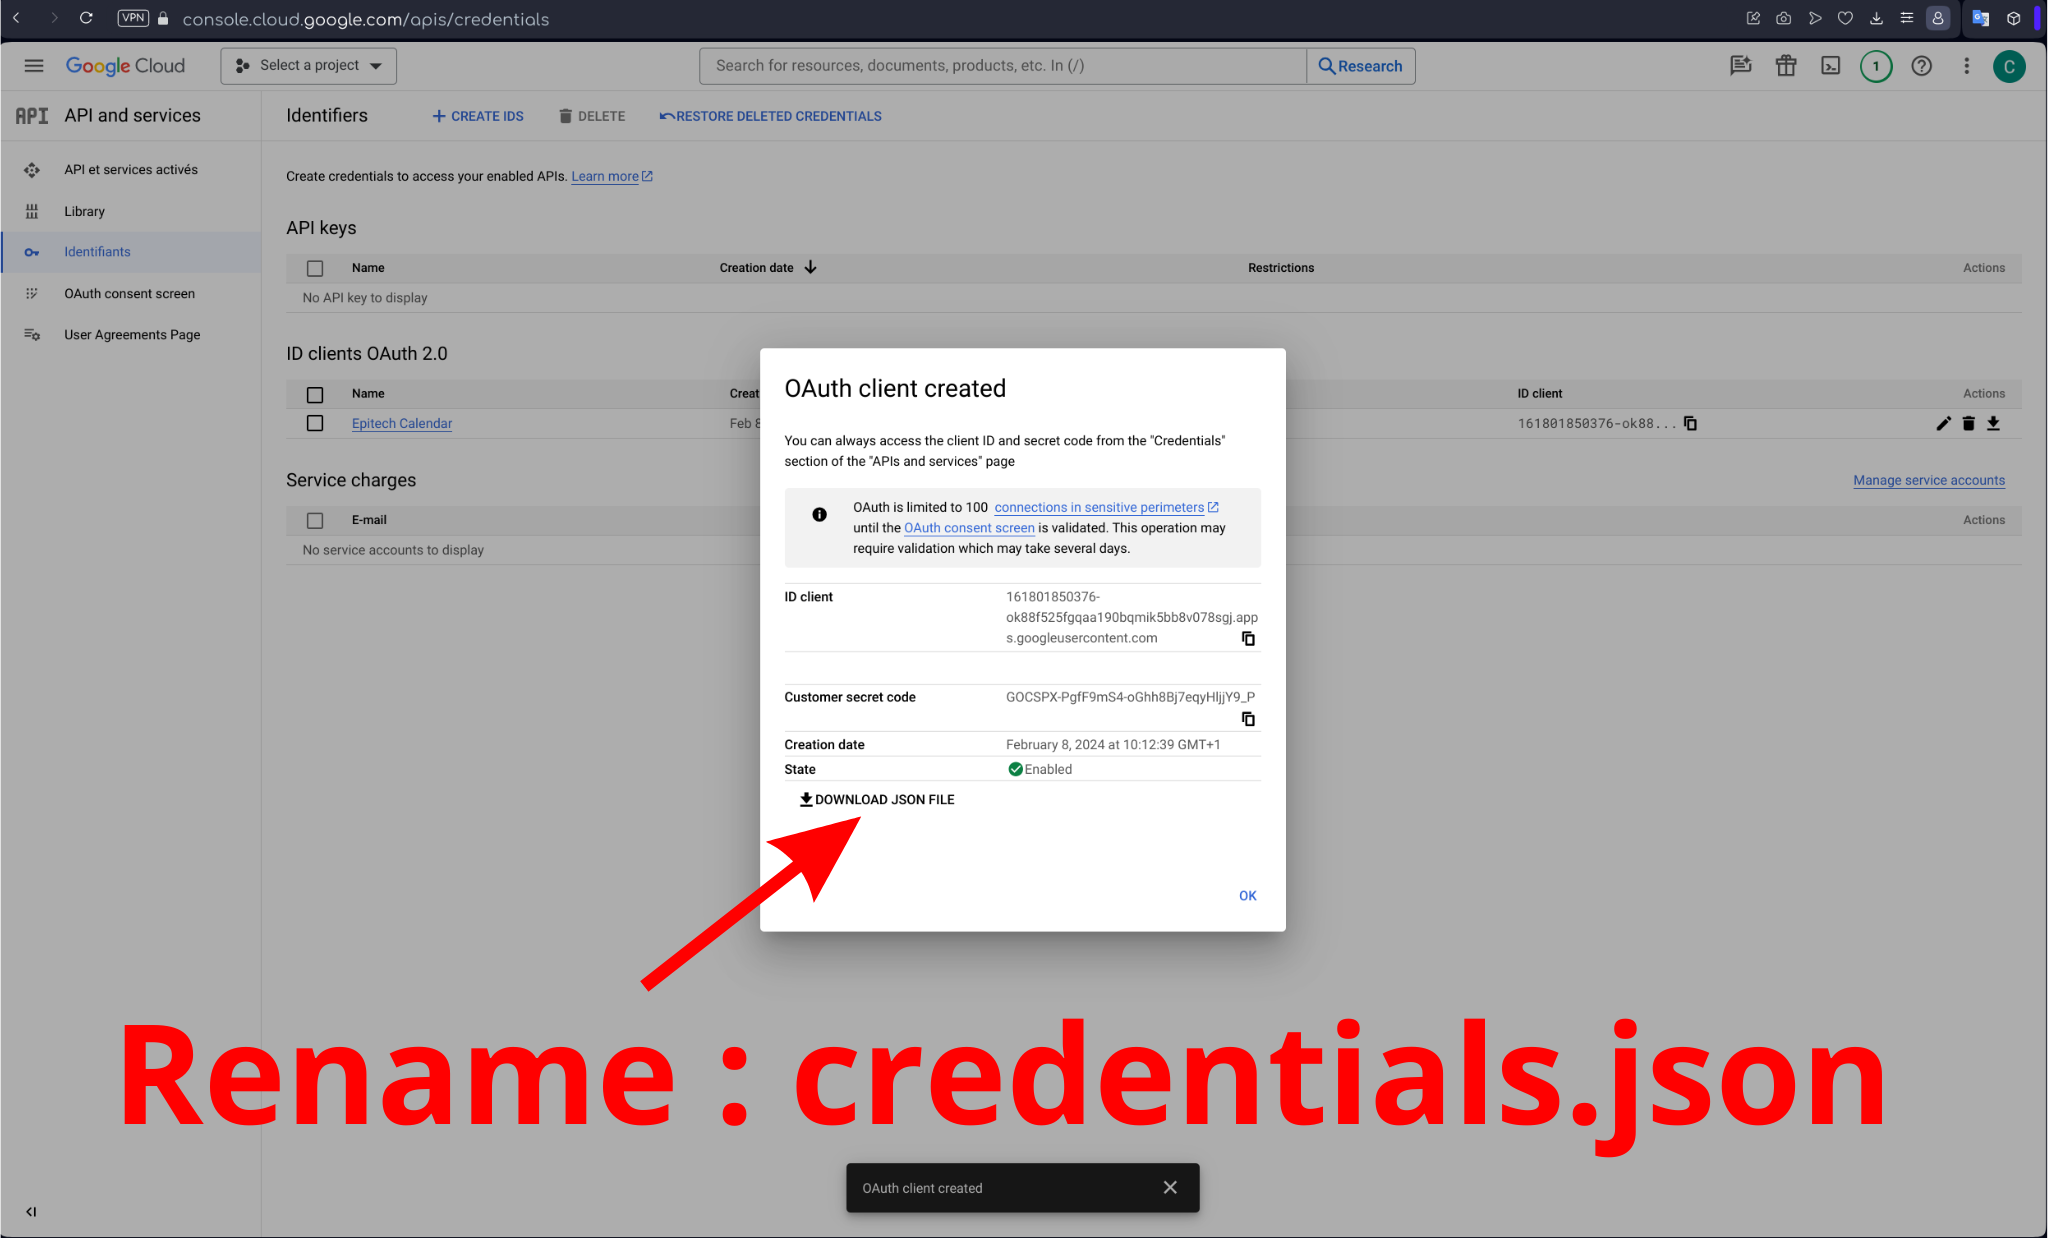 VPN console.cloud.google.com/apis/credentials
Google Cloud Select a project Search for resources, documents, products, etc. In (/) Research 1 C
API API and services Identifiers CREATE IDS DELETE RESTORE DELETED CREDENTIALS
API et services activés
Library
Identifiants
OAuth consent screen
User Agreements Page
Create credentials to access your enabled APIs. Learn more
API keys
Name Creation date Restrictions Actions
No API key to display
ID clients OAuth 2.0
Name Creat ID client Actions
Epitech Calendar Feb 8 161801850376-ok88...
Service charges Manage service accounts
E-mail Actions
No service accounts to display
OAuth client created
You can always access the client ID and secret code from the "Credentials"
section of the "APIs and services" page
OAuth is limited to 100 connections in sensitive perimeters
until the OAuth consent screen is validated. This operation may
require validation which may take several days.
ID client 161801850376-
ok88f525fgqaa190bqmik5bb8v078sgj.app
s.googleusercontent.com
Customer secret code 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
Creation date February 8, 2024 at 10:12:39 GMT+1
State Enabled
DOWNLOAD JSON FILE
OK
Rename : credentials.json
OAuth client created